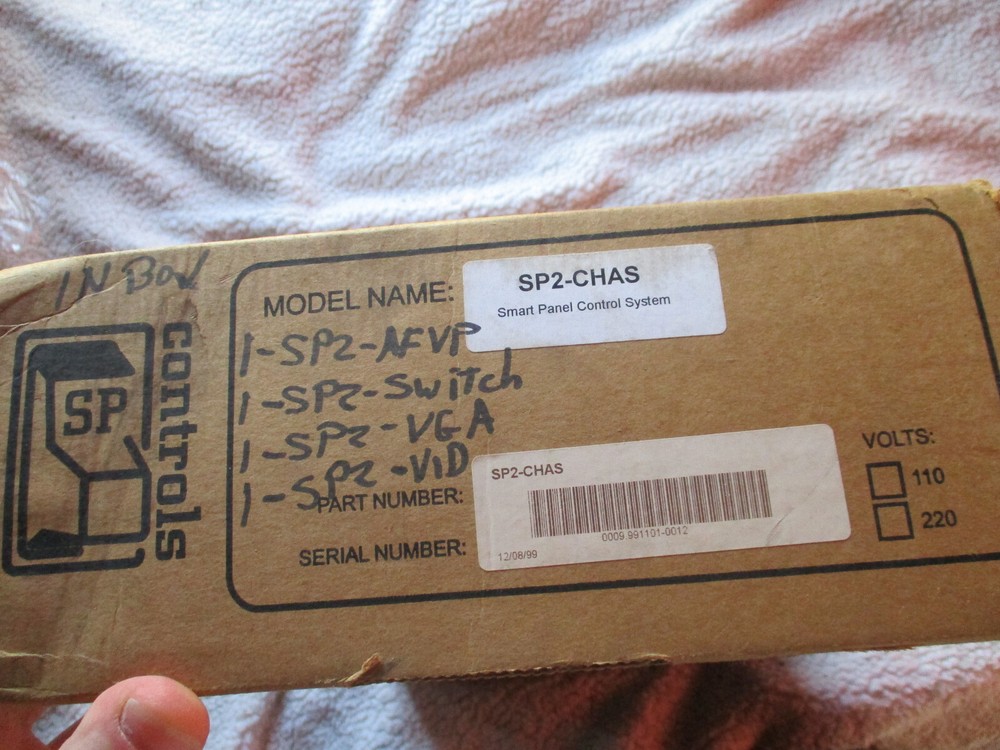 IN BOX
SP controls
MODEL NAME:
SP2-CHAS
Smart Panel Control System
1-SP2-AFVP
1-SP2-Switch
1-SP2-VGA
1-SP2-VID
PART NUMBER:
SERIAL NUMBER:
SP2-CHAS
0009.991101-0012
12/08/99
VOLTS:
110
220